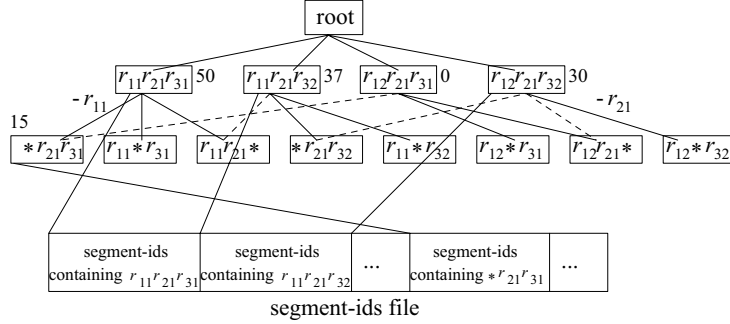 root
r11r21r31 50 r11r21r32 37 r12r21r31 0 r12r21r32 30
- r11 - r21
15
* r21r31 r11 * r31 r11r21 * * r21r32 r11 * r32 r12 * r31 r12r21 * r12 * r32
segment-ids segment-ids segment-ids
containing r11r21r31 containing r11r21r32 ... containing * r21r31 ...
segment-ids file